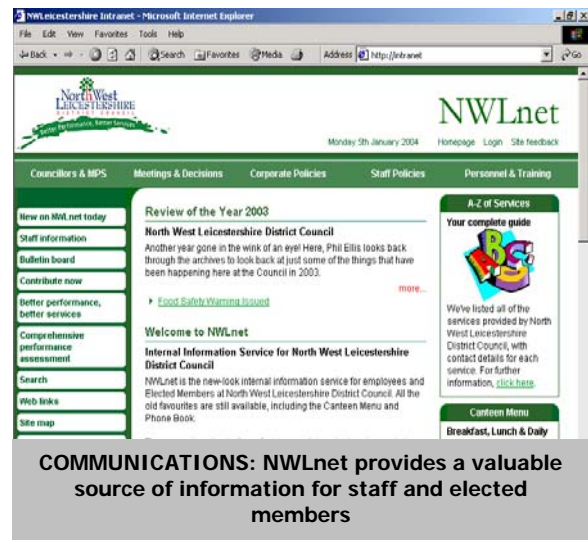 NWLeicestershire Intranet - Microsoft Internet Explorer
File Edit View Favorites Tools Help
Back Search Favorites Media Address http://intranet Go
North West
LEICESTERSHIRE
DISTRICT COUNCIL
Better Performance, Better Services
NWLnet
Monday 5th January 2004 Homepage Login Site feedback
Councillors & MPS Meetings & Decisions Corporate Policies Staff Policies Personnel & Training
New on NWLnet today
Staff information
Bulletin board
Contribute now
Better performance,
better services
Comprehensive
performance
assessment
Search
Web links
Site map
Review of the Year 2003
North West Leicestershire District Council
Another year gone in the wink of an eye! Here, Phil Ellis looks back
through the archives to look back at just some of the things that have
been happening here at the Council in 2003.
more...
Food Safety Warning Issued
Welcome to NWLnet
Internal Information Service for North West Leicestershire
District Council
NWLnet is the new-look internal information service for employees and
Elected Members at North West Leicestershire District Council. All the
old favourites are still available, including the Canteen Menu and
Phone Book.
A-Z of Services
Your complete guide
ABC
We've listed all of the
services provided by North
West Leicestershire
District Council, with
contact details for each
service. For further
information, click here.
Canteen Menu
Breakfast, Lunch & Daily
COMMUNICATIONS: NWLnet provides a valuable
source of information for staff and elected
members